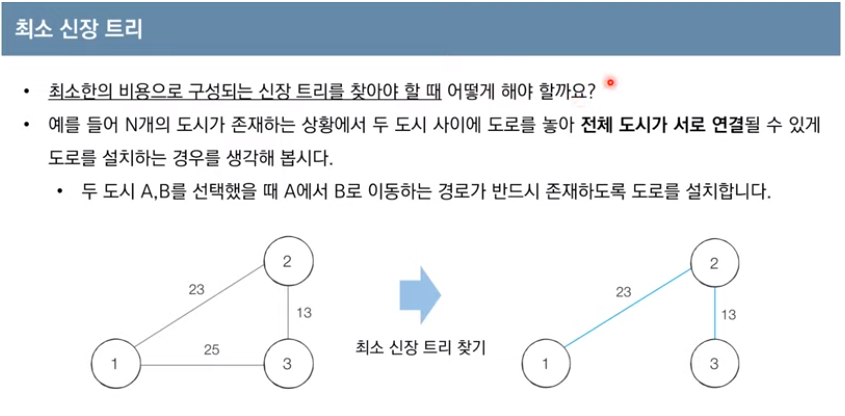 최소 신장 트리
• 최소한의 비용으로 구성되는 신장 트리를 찾아야 할 때 어떻게 해야 할까요?
• 예를 들어 N개의 도시가 존재하는 상황에서 두 도시 사이에 도로를 놓아 전체 도시가 서로 연결될 수 있게
도로를 설치하는 경우를 생각해 봅시다.
• 두 도시 A,B를 선택했을 때 A에서 B로 이동하는 경로가 반드시 존재하도록 도로를 설치합니다.
2
23
13
25
1
3
최소 신장 트리 찾기
2
23
13
1
3